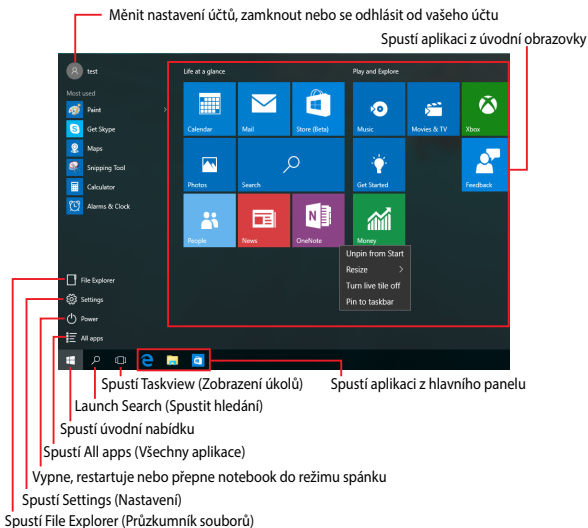 Měnit nastavení účtů, zamknout nebo se odhlásit od vašeho účtu
Spustí aplikaci z úvodní obrazovky
test
Most used
Paint
Get Skype
Maps
Snipping Tool
Calculator
Alarms & Clock
File Explorer
Settings
Power
All apps
Life at a glance
Calendar
Mail
Store (Beta)
Photos
Search
People
News
OneNote
Play and Explore
Music
Movies & TV
Xbox
Get Started
Feedback
Money
Unpin from Start
Resize
Turn live tile off
Pin to taskbar
Spustí Taskview (Zobrazení úkolů)
Spustí aplikaci z hlavního panelu
Launch Search (Spustit hledání)
Spustí úvodní nabídku
Spustí All apps (Všechny aplikace)
Vypne, restartuje nebo přepne notebook do režimu spánku
Spustí Settings (Nastavení)
Spustí File Explorer (Průzkumník souborů)